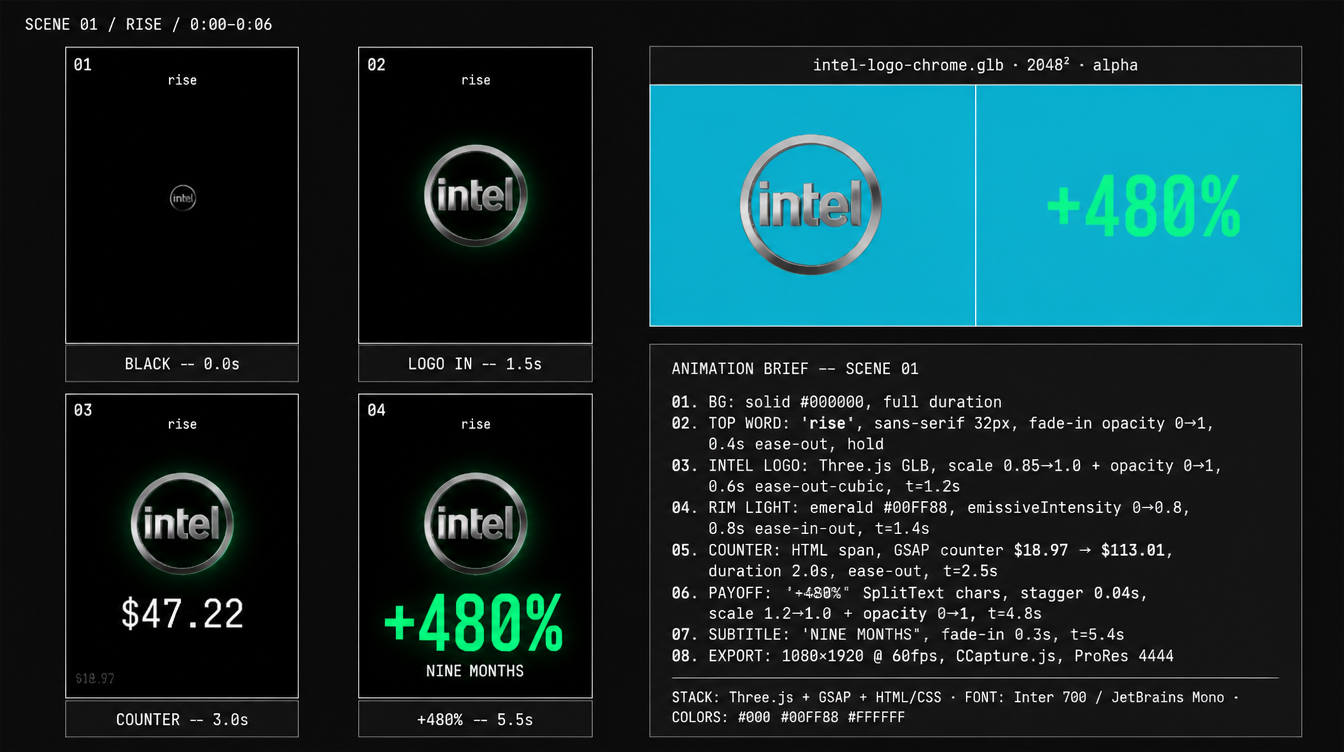 SCENE 01 / RISE / 0:00–0:06
01
rise
intel
BLACK -- 0.0s
02
rise
intel
LOGO IN -- 1.5s
03
rise
intel
$47.22
$18.97
COUNTER -- 3.0s
04
rise
intel
+480%
NINE MONTHS
+480% -- 5.5s
intel-logo-chrome.glb · 2048² · alpha
intel
+480%
ANIMATION BRIEF -- SCENE 01
01. BG: solid #000000, full duration
02. TOP WORD: 'rise', sans-serif 32px, fade-in opacity 0→1,
0.4s ease-out, hold
03. INTEL LOGO: Three.js GLB, scale 0.85→1.0 + opacity 0→1,
0.6s ease-out-cubic, t=1.2s
04. RIM LIGHT: emerald #00FF88, emissiveIntensity 0→0.8,
0.8s ease-in-out, t=1.4s
05. COUNTER: HTML span, GSAP counter $18.97 → $113.01,
duration 2.0s, ease-out, t=2.5s
06. PAYOFF: '+480%" SplitText chars, stagger 0.04s,
scale 1.2→1.0 + opacity 0→1, t=4.8s
07. SUBTITLE: 'NINE MONTHS", fade-in 0.3s, t=5.4s
08. EXPORT: 1080×1920 @ 60fps, CCapture.js, ProRes 4444
STACK: Three.js + GSAP + HTML/CSS · FONT: Inter 700 / JetBrains Mono ·
COLORS: #000 #00FF88 #FFFFFF